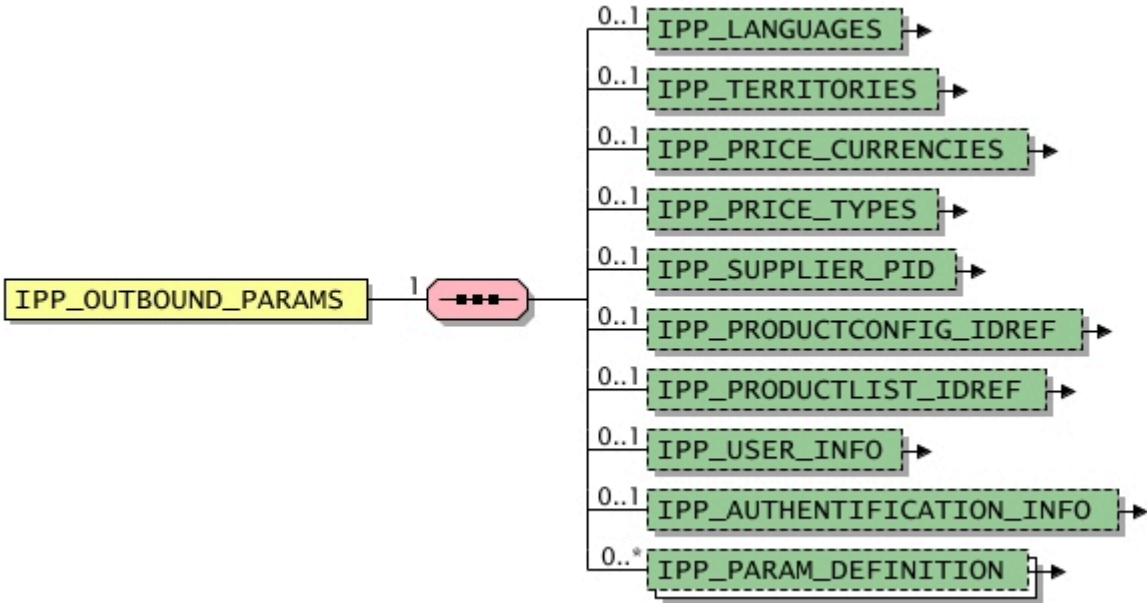 0..1 IPP_LANGUAGES
0..1 IPP_TERRITORIES
0..1 IPP_PRICE_CURRENCIES
0..1 IPP_PRICE_TYPES
0..1 IPP_SUPPLIER_PID
IPP_OUTBOUND_PARAMS 1
0..1 IPP_PRODUCTCONFIG_IDREF
0..1 IPP_PRODUCTLIST_IDREF
0..1 IPP_USER_INFO
0..1 IPP_AUTHENTIFICATION_INFO
0..* IPP_PARAM_DEFINITION